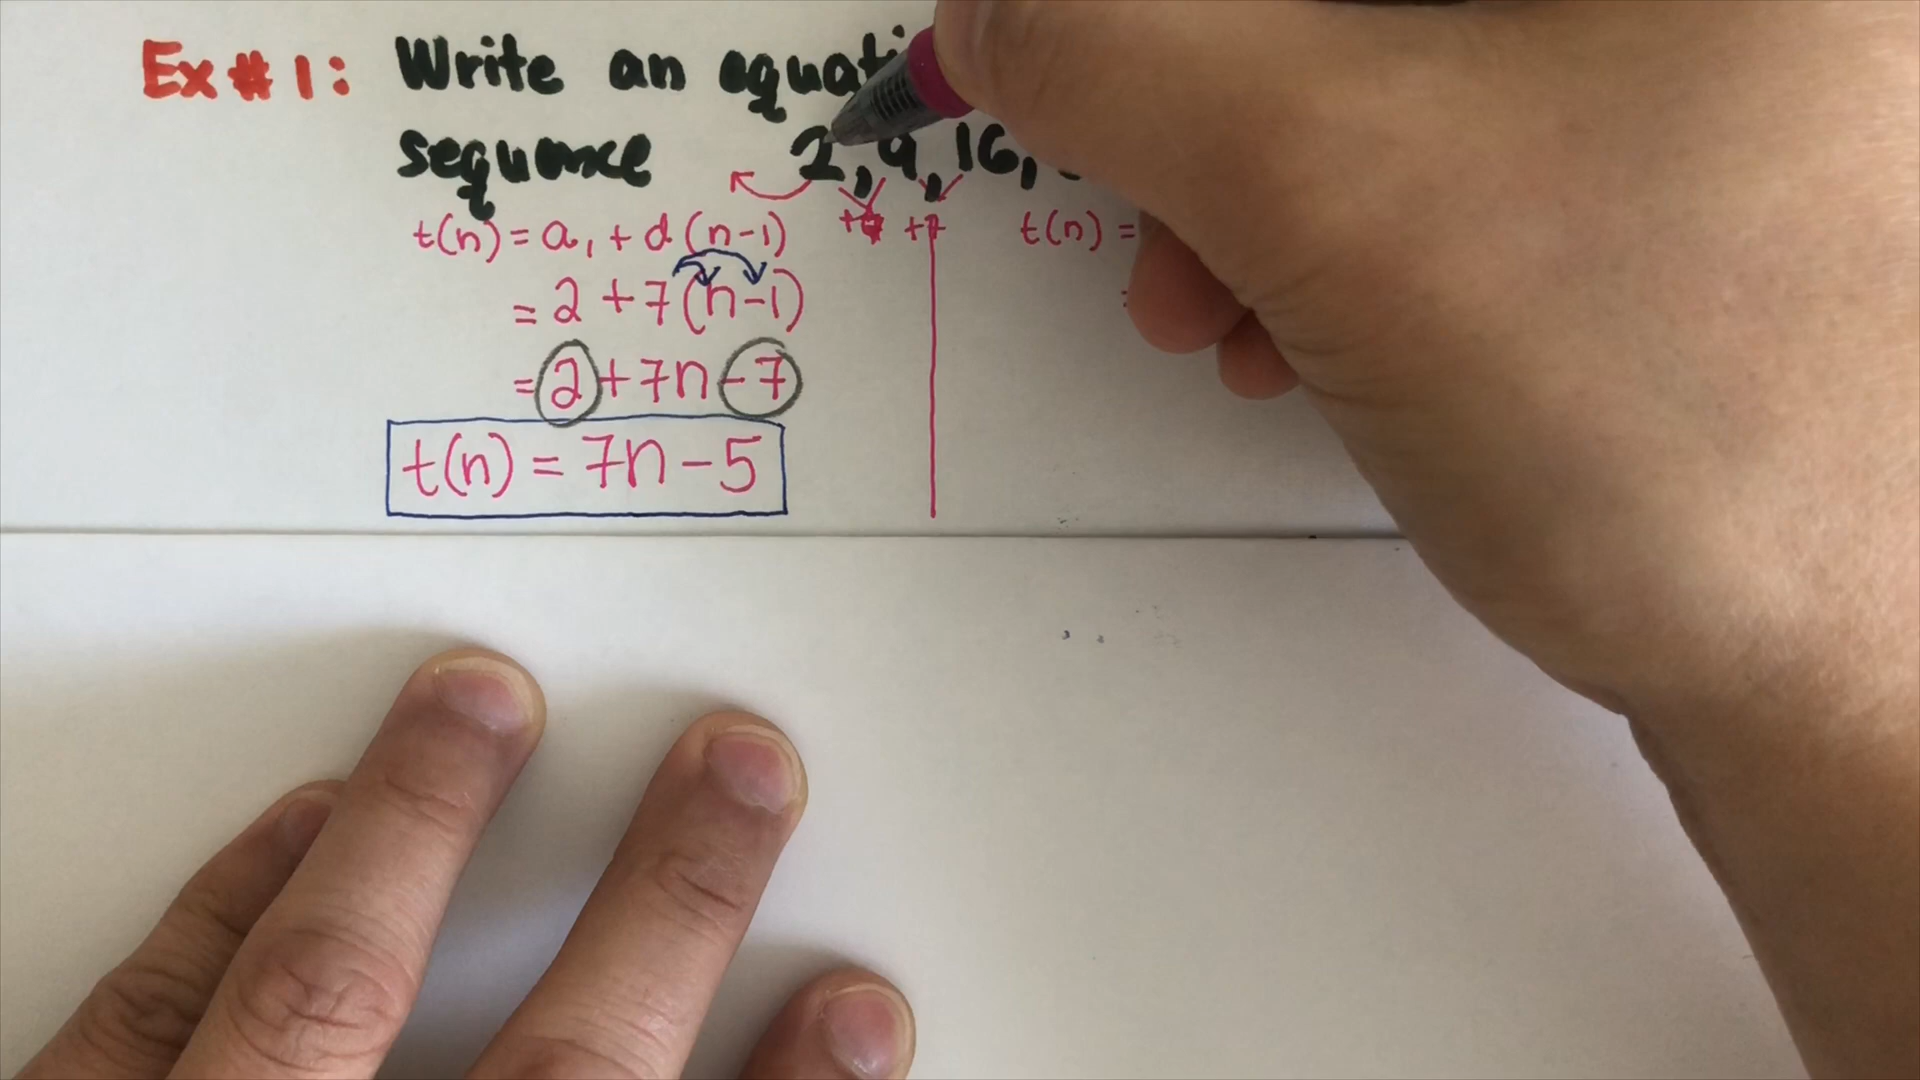 Ex#1: Write an equati
sequence 2, 9, 16,
t(n) = a₁ + d(n-1) +7 +7 t(n) =
= 2 + 7(n-1)
= 2 + 7n - 7
t(n) = 7n - 5